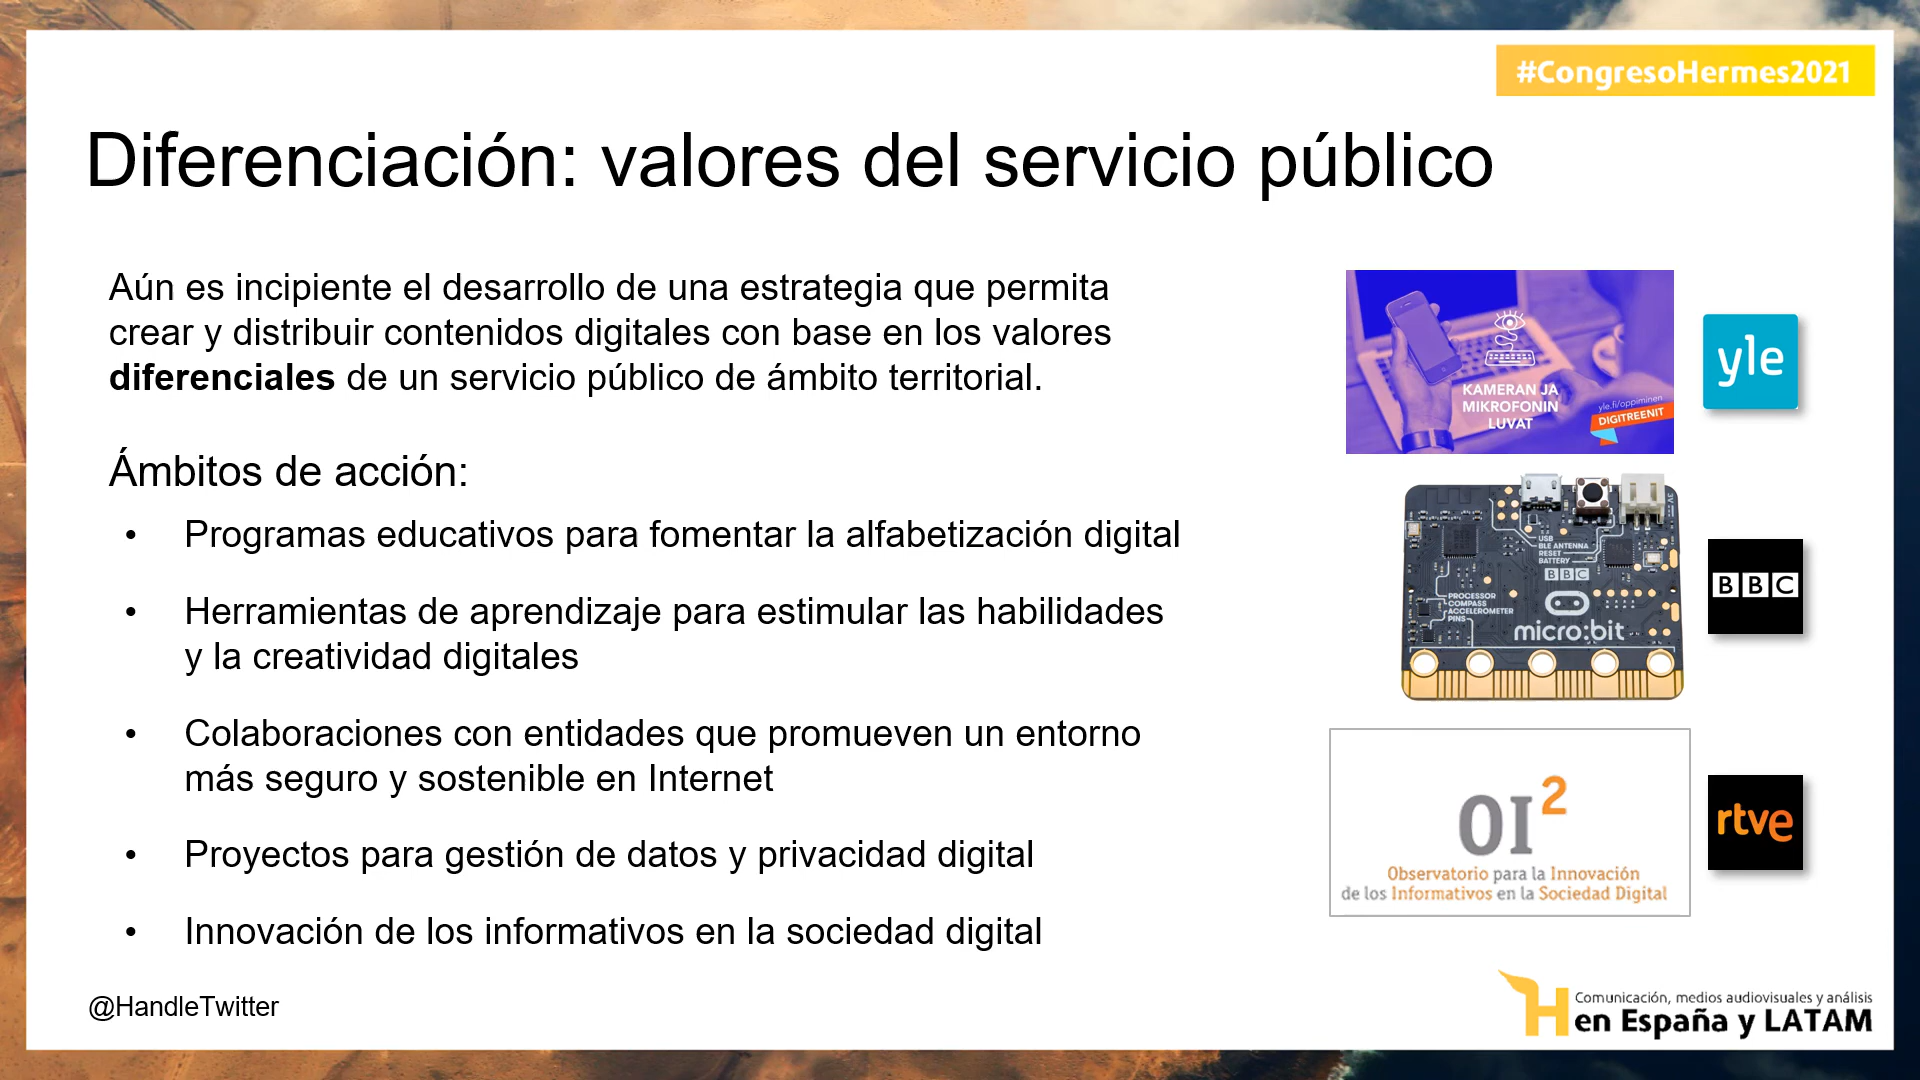 #CongresoHermes2021
Diferenciación: valores del servicio público
Aún es incipiente el desarrollo de una estrategia que permita
crear y distribuir contenidos digitales con base en los valores
diferenciales de un servicio público de ámbito territorial.
Ámbitos de acción:
• Programas educativos para fomentar la alfabetización digital
• Herramientas de aprendizaje para estimular las habilidades
y la creatividad digitales
• Colaboraciones con entidades que promueven un entorno
más seguro y sostenible en Internet
• Proyectos para gestión de datos y privacidad digital
• Innovación de los informativos en la sociedad digital
@HandleTwitter
KAMERAN JA
MIKROFONIN
LUVAT
yle.fi/oppiminen
DIGITREENIT
yle
USB
BLE ANTENNA
RESET
BATTERY
BBC
PROCESSOR
COMPASS
ACCELEROMETER
PINS
micro:bit
BBC
OI²
Observatorio para la Innovación
de los Informativos en la Sociedad Digital
rtve
H
Comunicación, medios audiovisuales y análisis
en España y LATAM